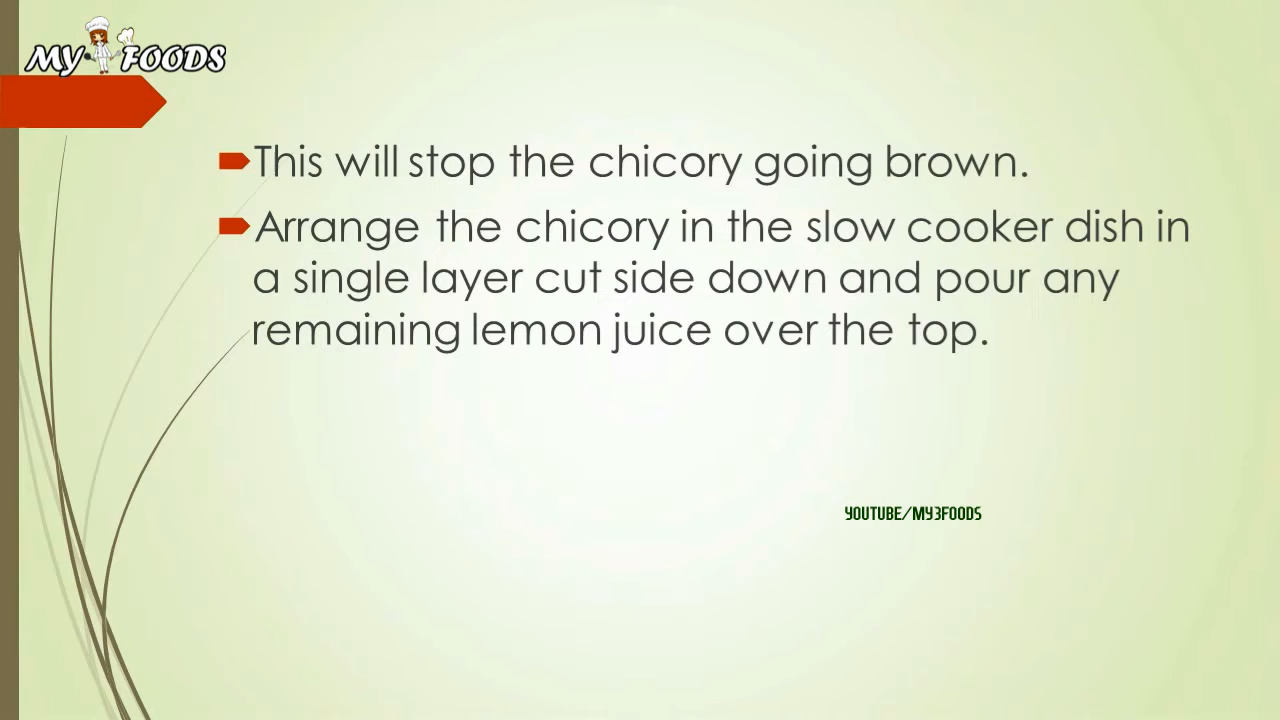 MY FOODS
This will stop the chicory going brown.
Arrange the chicory in the slow cooker dish in
a single layer cut side down and pour any
remaining lemon juice over the top.
YOUTUBE/MY3FOODS